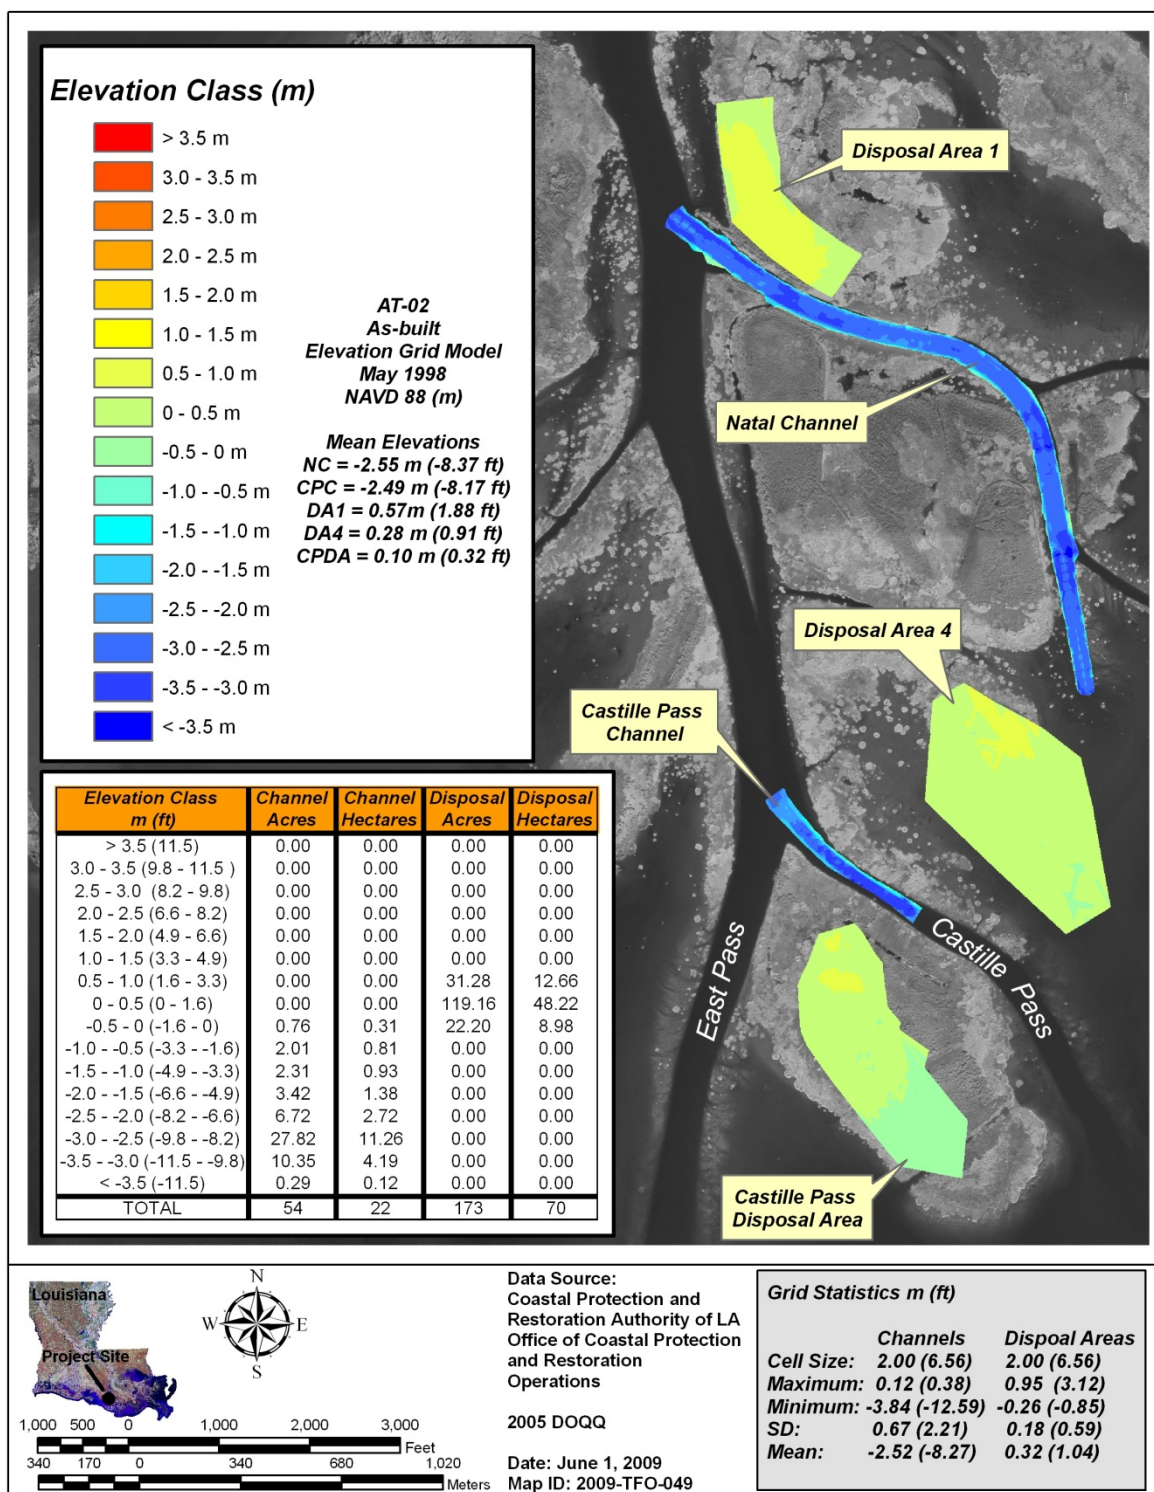 Elevation Class (m)
> 3.5 m
3.0 - 3.5 m
2.5 - 3.0 m
2.0 - 2.5 m
1.5 - 2.0 m
1.0 - 1.5 m
0.5 - 1.0 m
0 - 0.5 m
-0.5 - 0 m
-1.0 - -0.5 m
-1.5 - -1.0 m
-2.0 - -1.5 m
-2.5 - -2.0 m
-3.0 - -2.5 m
-3.5 - -3.0 m
< -3.5 m
AT-02
As-built
Elevation Grid Model
May 1998
NAVD 88 (m)
Mean Elevations
NC = -2.55 m (-8.37 ft)
CPC = -2.49 m (-8.17 ft)
DA1 = 0.57m (1.88 ft)
DA4 = 0.28 m (0.91 ft)
CPDA = 0.10 m (0.32 ft)
Disposal Area 1
Natal Channel
Disposal Area 4
Castille Pass
Channel
East Pass
Castille Pass
Castille Pass
Disposal Area
Elevation Class m (ft) Channel Acres Channel Hectares Disposal Acres Disposal Hectares
> 3.5 (11.5) 0.00 0.00 0.00 0.00
3.0 - 3.5 (9.8 - 11.5 ) 0.00 0.00 0.00 0.00
2.5 - 3.0 (8.2 - 9.8) 0.00 0.00 0.00 0.00
2.0 - 2.5 (6.6 - 8.2) 0.00 0.00 0.00 0.00
1.5 - 2.0 (4.9 - 6.6) 0.00 0.00 0.00 0.00
1.0 - 1.5 (3.3 - 4.9) 0.00 0.00 0.00 0.00
0.5 - 1.0 (1.6 - 3.3) 0.00 0.00 31.28 12.66
0 - 0.5 (0 - 1.6) 0.00 0.00 119.16 48.22
-0.5 - 0 (-1.6 - 0) 0.76 0.31 22.20 8.98
-1.0 - -0.5 (-3.3 - -1.6) 2.01 0.81 0.00 0.00
-1.5 - -1.0 (-4.9 - -3.3) 2.31 0.93 0.00 0.00
-2.0 - -1.5 (-6.6 - -4.9) 3.42 1.38 0.00 0.00
-2.5 - -2.0 (-8.2 - -6.6) 6.72 2.72 0.00 0.00
-3.0 - -2.5 (-9.8 - -8.2) 27.82 11.26 0.00 0.00
-3.5 - -3.0 (-11.5 - -9.8) 10.35 4.19 0.00 0.00
< -3.5 (-11.5) 0.29 0.12 0.00 0.00
TOTAL 54 22 173 70
Louisiana
Project Site
N
W E
S
1,000 500 0 1,000 2,000 3,000
Feet
340 170 0 340 680 1,020
Meters
Data Source:
Coastal Protection and
Restoration Authority of LA
Office of Coastal Protection
and Restoration
Operations
2005 DOQQ
Date: June 1, 2009
Map ID: 2009-TFO-049
Grid Statistics m (ft)
Channels Dispoal Areas
Cell Size: 2.00 (6.56) 2.00 (6.56)
Maximum: 0.12 (0.38) 0.95 (3.12)
Minimum: -3.84 (-12.59) -0.26 (-0.85)
SD: 0.67 (2.21) 0.18 (0.59)
Mean: -2.52 (-8.27) 0.32 (1.04)